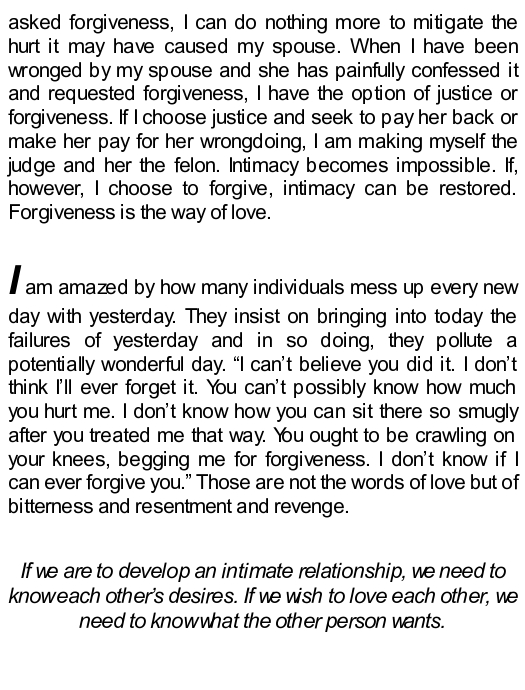 asked forgiveness, I can do nothing more to mitigate the
hurt it may have caused my spouse. When I have been
wronged by my spouse and she has painfully confessed it
and requested forgiveness, I have the option of justice or
forgiveness. If I choose justice and seek to pay her back or
make her pay for her wrongdoing, I am making myself the
judge and her the felon. Intimacy becomes impossible. If,
however, I choose to forgive, intimacy can be restored.
Forgiveness is the way of love.
I am amazed by how many individuals mess up every new
day with yesterday. They insist on bringing into today the
failures of yesterday and in so doing, they pollute a
potentially wonderful day. “I can’t believe you did it. I don’t
think I’ll ever forget it. You can’t possibly know how much
you hurt me. I don’t know how you can sit there so smugly
after you treated me that way. You ought to be crawling on
your knees, begging me for forgiveness. I don’t know if I
can ever forgive you.” Those are not the words of love but of
bitterness and resentment and revenge.
If we are to develop an intimate relationship, we need to
know each other’s desires. If we wish to love each other, we
need to know what the other person wants.